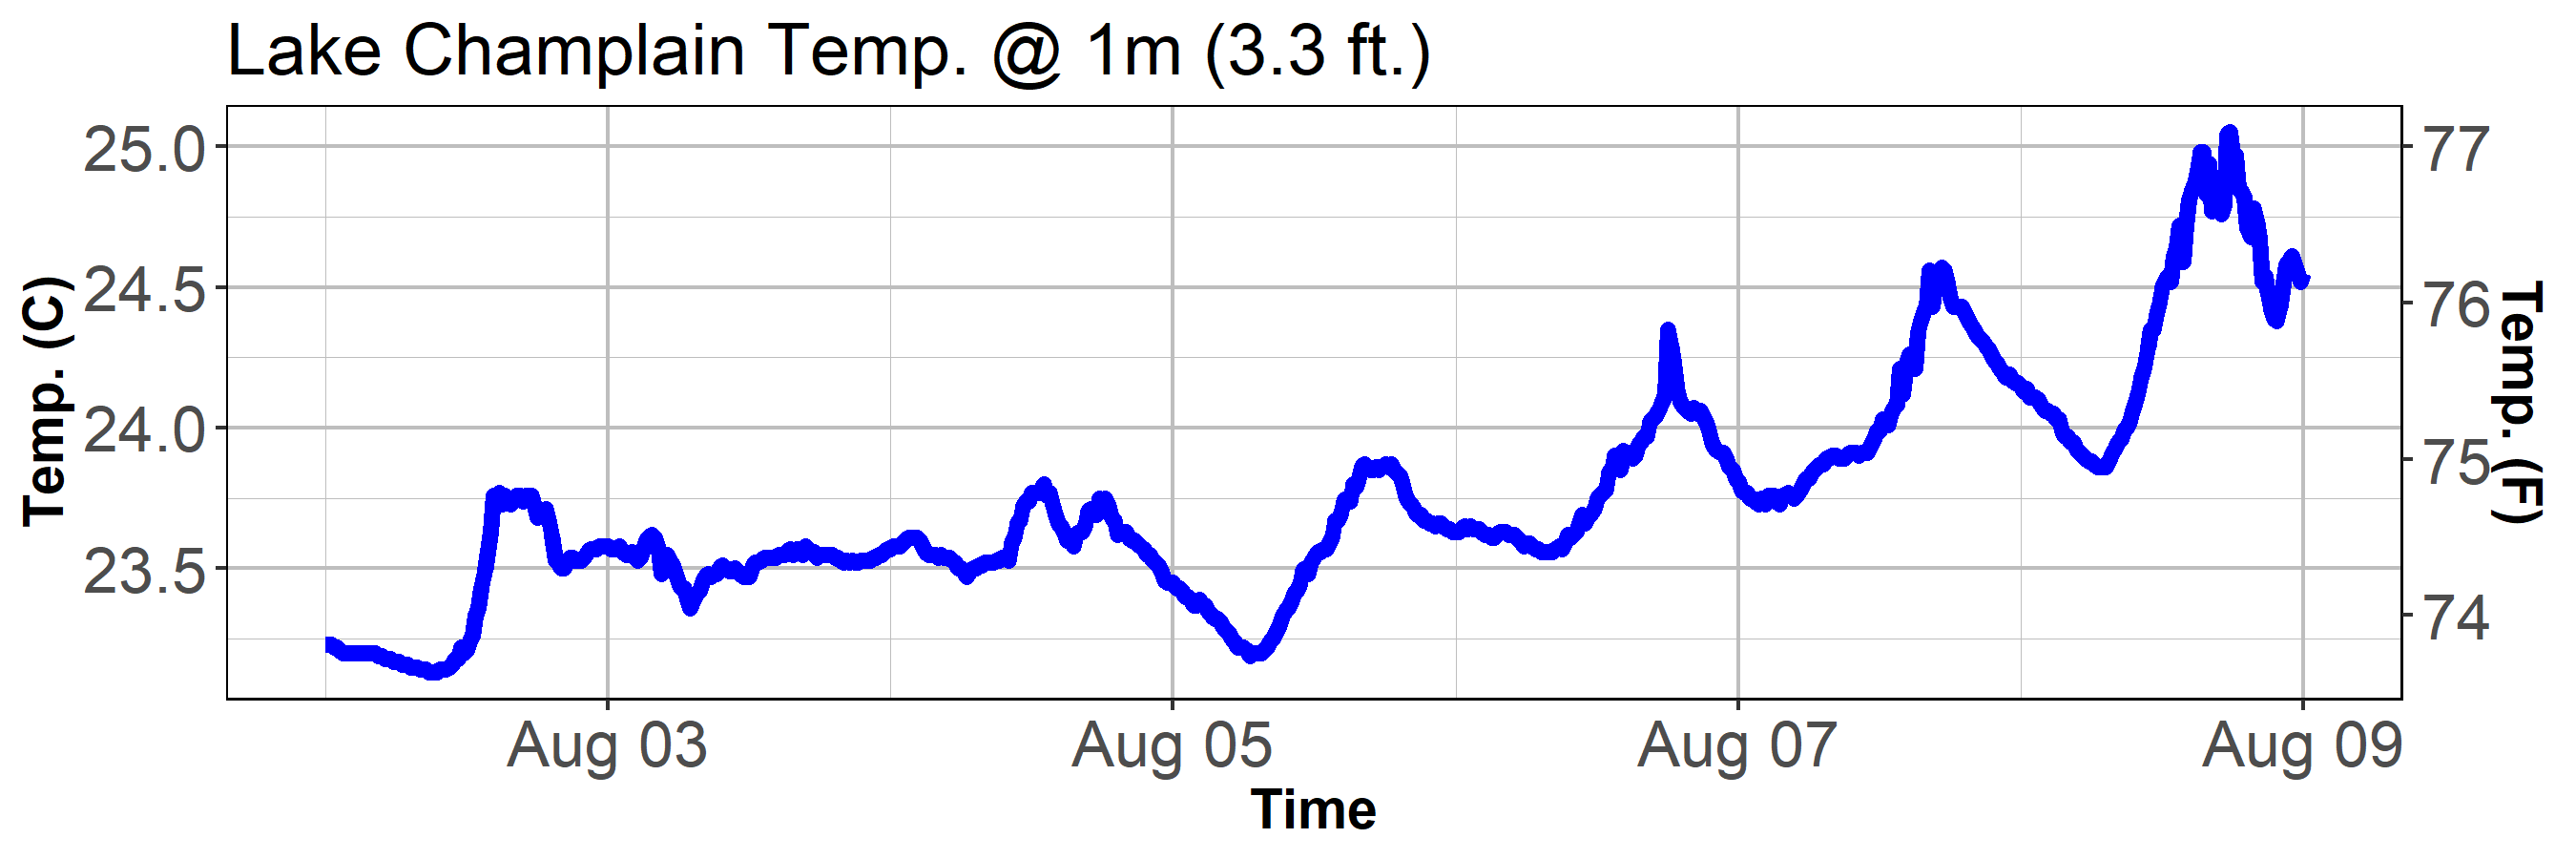 Lake Champlain Temp. @ 1m (3.3 ft.)
Temp. (C)
25.0
24.5
24.0
23.5
77
76
75
74
Temp. (F)
Aug 03 Aug 05 Aug 07 Aug 09
Time